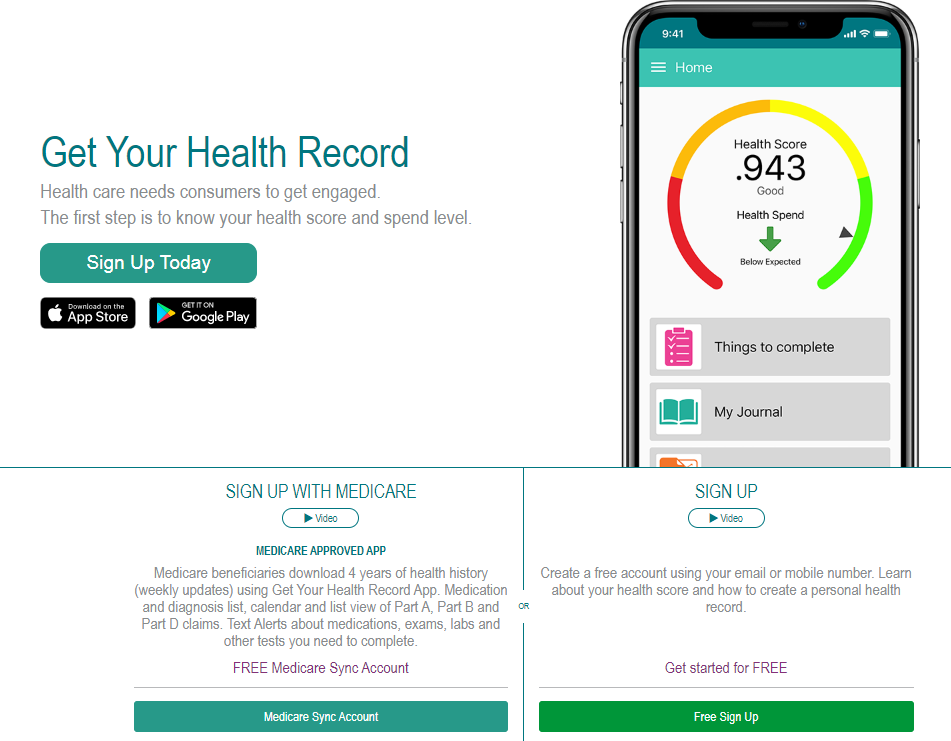 Get Your Health Record
Health care needs consumers to get engaged.
The first step is to know your health score and spend level.
Sign Up Today
Download on the
App Store
GET IT ON
Google Play
9:41
Home
Health Score
.943
Good
Health Spend
Below Expected
Things to complete
My Journal
SIGN UP WITH MEDICARE
Video
MEDICARE APPROVED APP
Medicare beneficiaries download 4 years of health history
(weekly updates) using Get Your Health Record App. Medication
and diagnosis list, calendar and list view of Part A, Part B and
Part D claims. Text Alerts about medications, exams, labs and
other tests you need to complete.
FREE Medicare Sync Account
Medicare Sync Account
OR
SIGN UP
Video
Create a free account using your email or mobile number. Learn
about your health score and how to create a personal health
record.
Get started for FREE
Free Sign Up